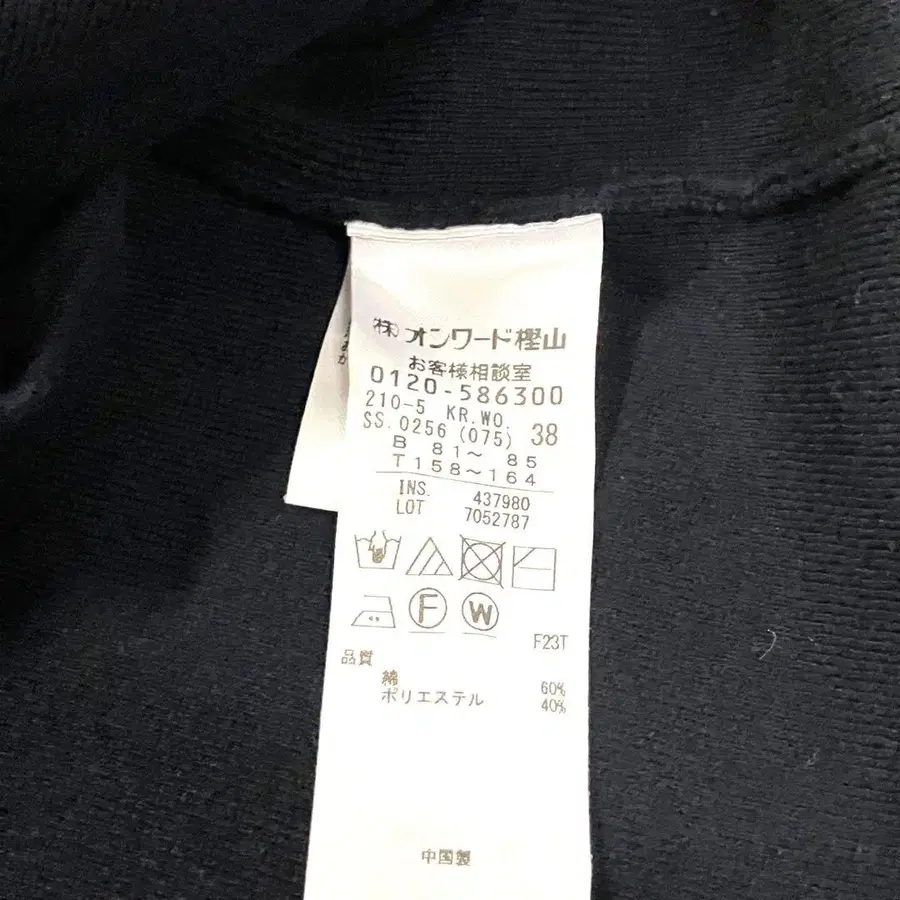 (株)オンワード樫山
お客様相談室
0120-586300
210-5 KR.WO.
SS.0256 (075) 38
B 81~ 85
T 158~164
INS. 437980
LOT 7052787
F
W
F23T
品質
綿 60%
ポリエステル 40%
中国製